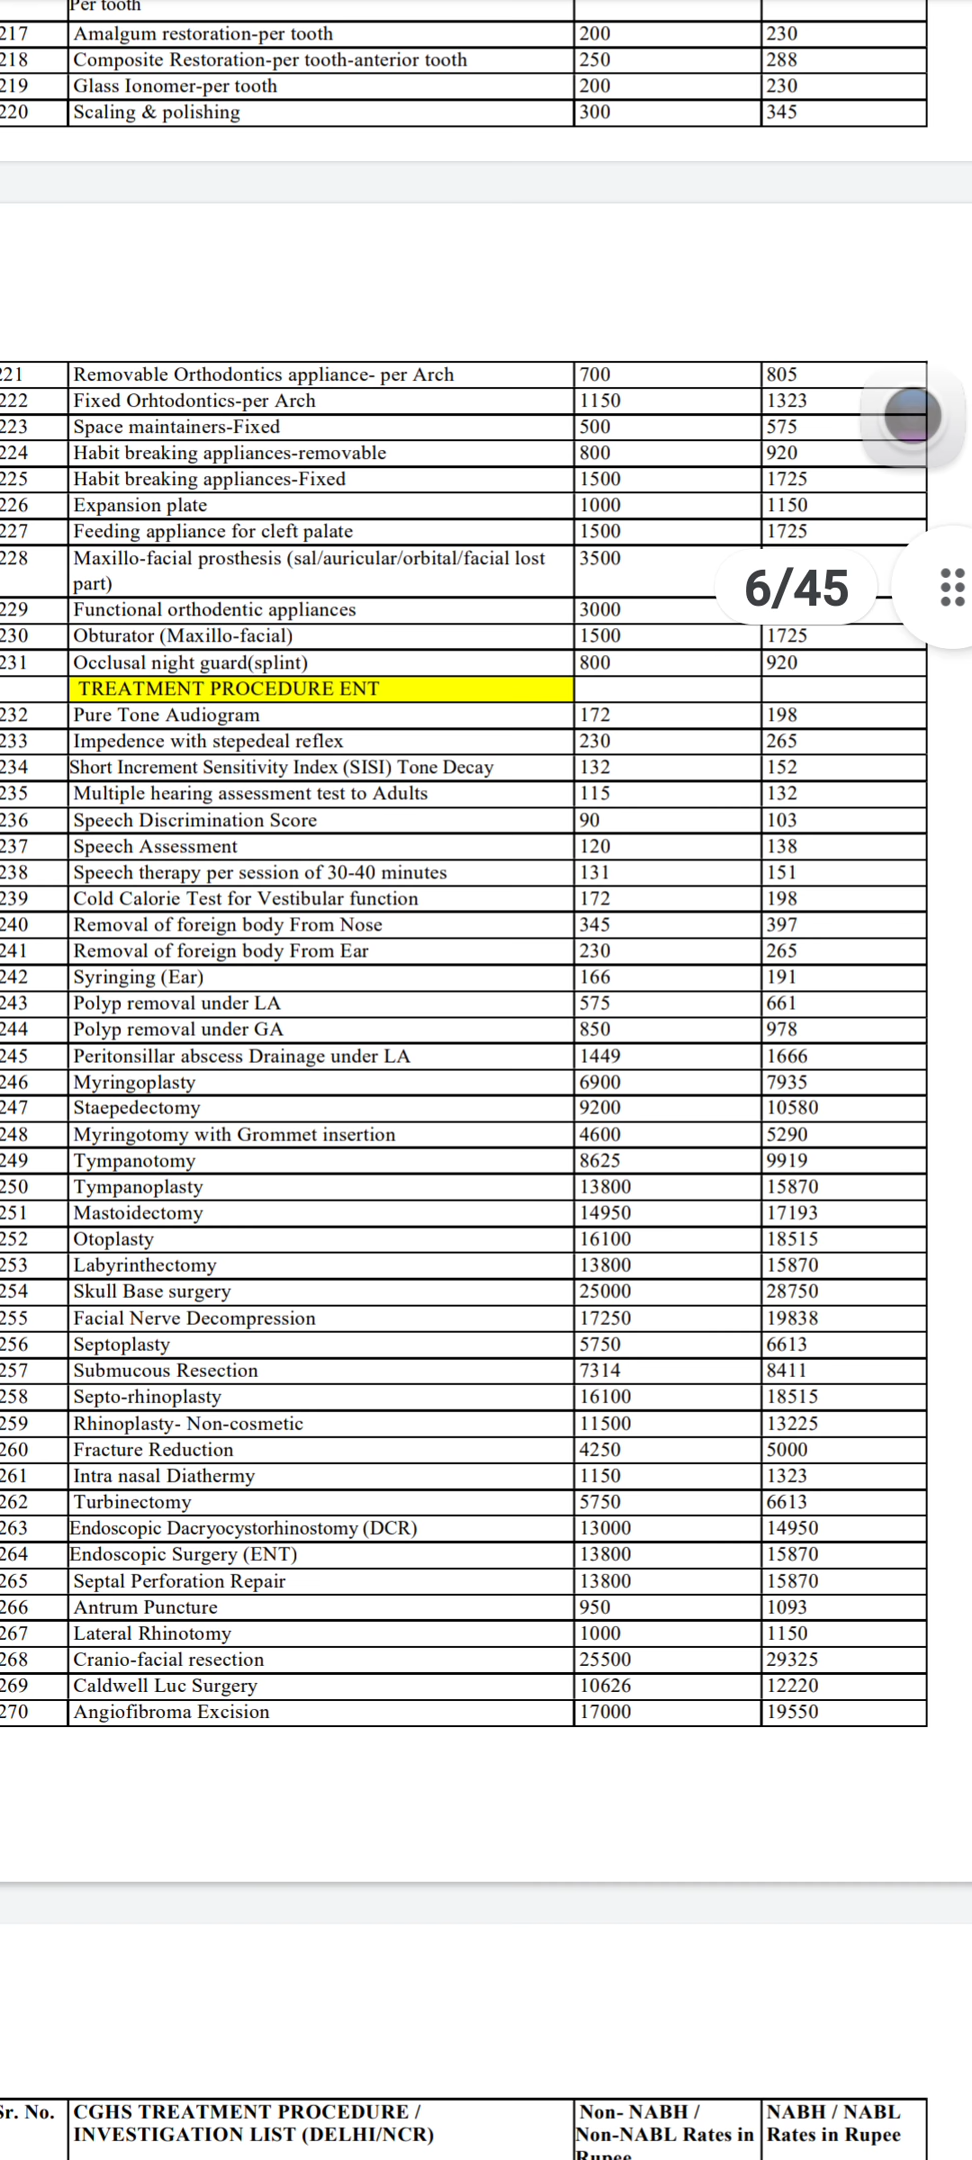 Per tooth
217 Amalgum restoration-per tooth 200 230
218 Composite Restoration-per tooth-anterior tooth 250 288
219 Glass Ionomer-per tooth 200 230
220 Scaling & polishing 300 345
221 Removable Orthodontics appliance- per Arch 700 805
222 Fixed Orhtodontics-per Arch 1150 1323
223 Space maintainers-Fixed 500 575
224 Habit breaking appliances-removable 800 920
225 Habit breaking appliances-Fixed 1500 1725
226 Expansion plate 1000 1150
227 Feeding appliance for cleft palate 1500 1725
228 Maxillo-facial prosthesis (sal/auricular/orbital/facial lost 3500
part)
6/45
229 Functional orthodentic appliances 3000
230 Obturator (Maxillo-facial) 1500 1725
231 Occlusal night guard(splint) 800 920
TREATMENT PROCEDURE ENT
232 Pure Tone Audiogram 172 198
233 Impedence with stepedeal reflex 230 265
234 Short Increment Sensitivity Index (SISI) Tone Decay 132 152
235 Multiple hearing assessment test to Adults 115 132
236 Speech Discrimination Score 90 103
237 Speech Assessment 120 138
238 Speech therapy per session of 30-40 minutes 131 151
239 Cold Calorie Test for Vestibular function 172 198
240 Removal of foreign body From Nose 345 397
241 Removal of foreign body From Ear 230 265
242 Syringing (Ear) 166 191
243 Polyp removal under LA 575 661
244 Polyp removal under GA 850 978
245 Peritonsillar abscess Drainage under LA 1449 1666
246 Myringoplasty 6900 7935
247 Staepedectomy 9200 10580
248 Myringotomy with Grommet insertion 4600 5290
249 Tympanotomy 8625 9919
250 Tympanoplasty 13800 15870
251 Mastoidectomy 14950 17193
252 Otoplasty 16100 18515
253 Labyrinthectomy 13800 15870
254 Skull Base surgery 25000 28750
255 Facial Nerve Decompression 17250 19838
256 Septoplasty 5750 6613
257 Submucous Resection 7314 8411
258 Septo-rhinoplasty 16100 18515
259 Rhinoplasty- Non-cosmetic 11500 13225
260 Fracture Reduction 4250 5000
261 Intra nasal Diathermy 1150 1323
262 Turbinectomy 5750 6613
263 Endoscopic Dacryocystorhinostomy (DCR) 13000 14950
264 Endoscopic Surgery (ENT) 13800 15870
265 Septal Perforation Repair 13800 15870
266 Antrum Puncture 950 1093
267 Lateral Rhinotomy 1000 1150
268 Cranio-facial resection 25500 29325
269 Caldwell Luc Surgery 10626 12220
270 Angiofibroma Excision 17000 19550
Sr. No. CGHS TREATMENT PROCEDURE / Non- NABH / NABH / NABL
INVESTIGATION LIST (DELHI/NCR) Non-NABL Rates in Rates in Rupee
Rupee